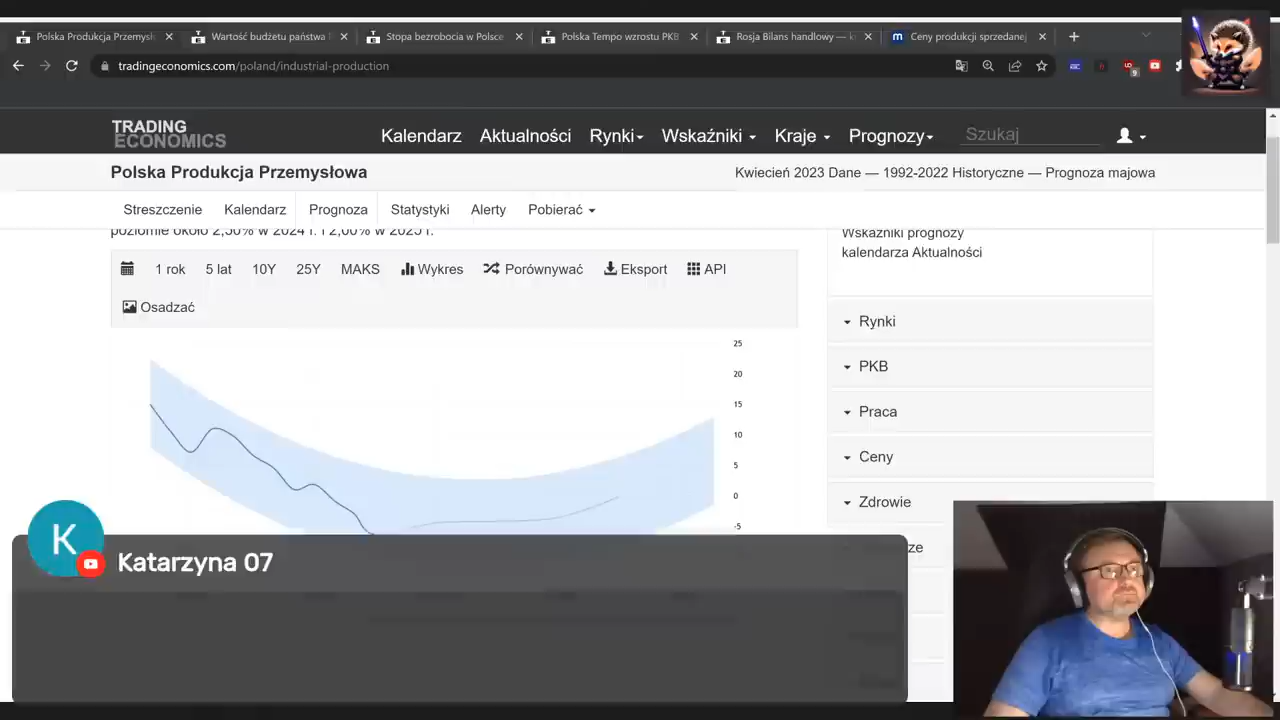 Polska Produkcja Przemysł
Wartość budżetu państwa
Stopa bezrobocia w Polsce
Polska Tempo wzrostu PKB
Rosja Bilans handlowy —
Ceny produkcji sprzedanej
tradingeconomics.com/poland/industrial-production
9
TRADING
ECONOMICS
Kalendarz Aktualności Rynki Wskaźniki Kraje Prognozy Szukaj
Polska Produkcja Przemysłowa
Kwiecień 2023 Dane — 1992-2022 Historyczne — Prognoza majowa
Streszczenie Kalendarz Prognoza Statystyki Alerty Pobierać
poziomie około 2,50% w 2024 r. i 2,00% w 2025 r.
Wskaźniki prognozy
kalendarza Aktualności
1 rok 5 lat 10Y 25Y MAKS Wykres Porównywać Eksport API
Osadzać
Rynki
PKB
Praca
Ceny
Zdrowie
ze
25
20
15
10
5
0
-5
K
Katarzyna 07